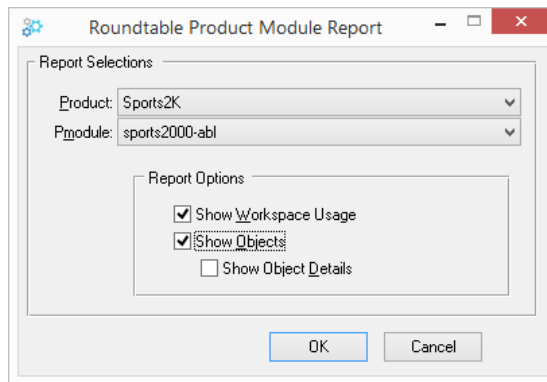 Roundtable Product Module Report
Report Selections
Product: Sports2K
Pmodule: sports2000-abl
Report Options
Show Workspace Usage
Show Objects
Show Object Details
OK Cancel